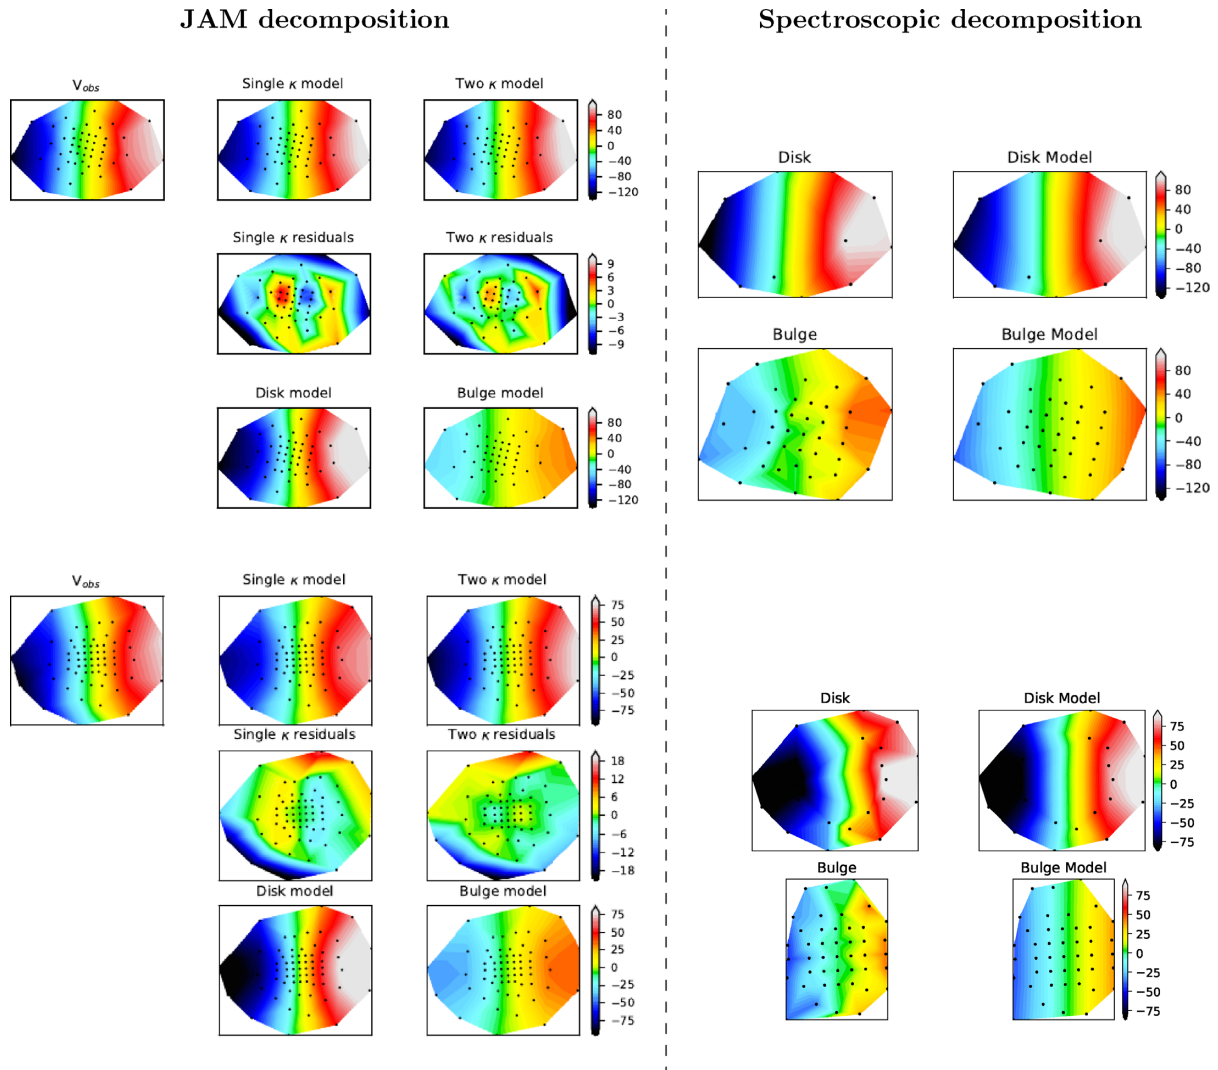 JAM decomposition
Spectroscopic decomposition
V_obs
Single κ model
Two κ model
80
40
0
−40
−80
−120
Single κ residuals
Two κ residuals
9
6
3
0
−3
−6
−9
Disk model
Bulge model
80
40
0
−40
−80
−120
Disk
Disk Model
80
40
0
−40
−80
−120
Bulge
Bulge Model
80
40
0
−40
−80
−120
V_obs
Single κ model
Two κ model
75
50
25
0
−25
−50
−75
Single κ residuals
Two κ residuals
18
12
6
0
−6
−12
−18
Disk model
Bulge model
75
50
25
0
−25
−50
−75
Disk
Disk Model
75
50
25
0
−25
−50
−75
Bulge
Bulge Model
75
50
25
0
−25
−50
−75